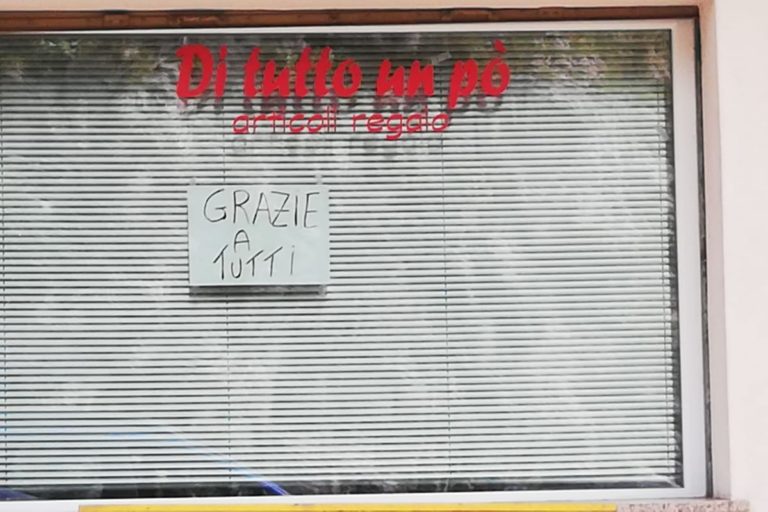 Di tutto un pò
articoli regalo
GRAZIE
A
TUTTI